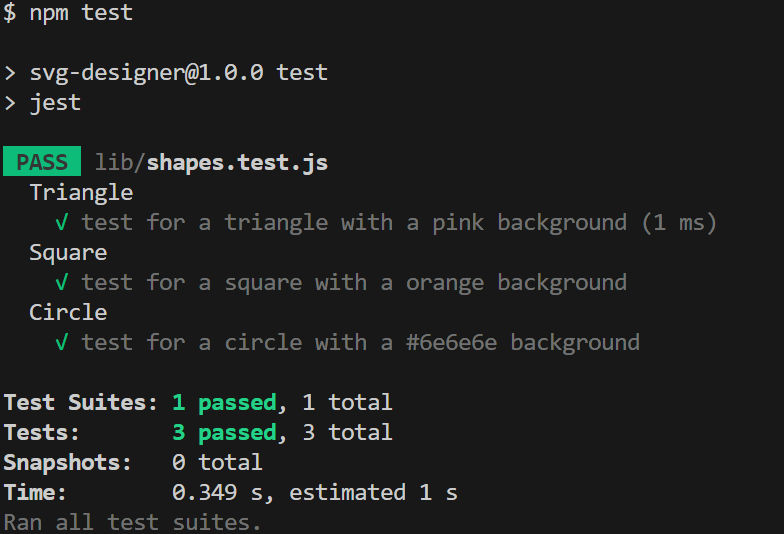 $ npm test
> svg-designer@1.0.0 test
> jest
PASS lib/shapes.test.js
Triangle
√ test for a triangle with a pink background (1 ms)
Square
√ test for a square with a orange background
Circle
√ test for a circle with a #6e6e6e background
Test Suites: 1 passed, 1 total
Tests: 3 passed, 3 total
Snapshots: 0 total
Time: 0.349 s, estimated 1 s
Ran all test suites.